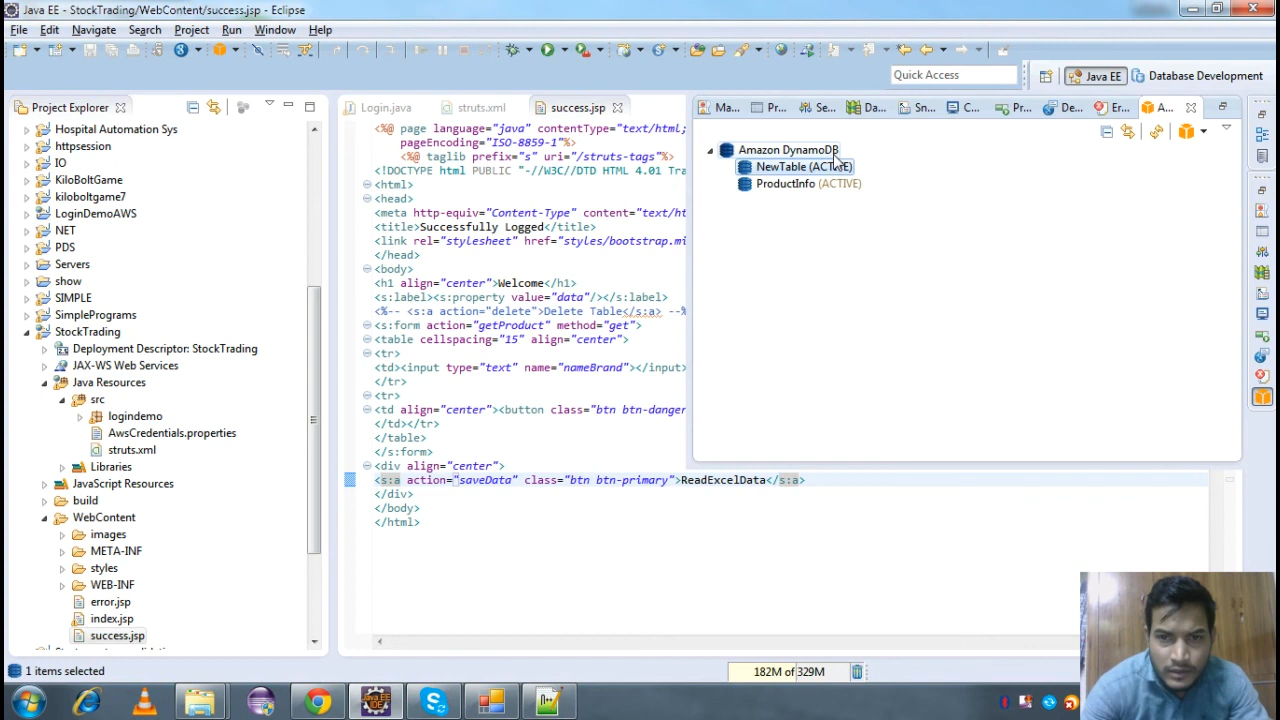 Java EE - StockTrading/WebContent/success.jsp - Eclipse
File Edit Navigate Search Project Run Window Help
Quick Access
Java EE
Database Development
Project Explorer
Hospital Automation Sys
httpsession
IO
KiloBoltGame
kiloboltgame7
LoginDemoAWS
NET
PDS
Servers
show
SIMPLE
SimplePrograms
StockTrading
Deployment Descriptor: StockTrading
JAX-WS Web Services
Java Resources
src
logindemo
AwsCredentials.properties
struts.xml
Libraries
JavaScript Resources
build
WebContent
images
META-INF
styles
WEB-INF
error.jsp
index.jsp
success.jsp
Login.java struts.xml success.jsp
<%@ page language="java" contentType="text/html;
pageEncoding="ISO-8859-1"%>
<%@ taglib prefix="s" uri="/struts-tags"%>
<!DOCTYPE html PUBLIC "-//W3C//DTD HTML 4.01 Tra
<html>
<head>
<meta http-equiv="Content-Type" content="text/ht
<title>Successfully Logged</title>
<link rel="stylesheet" href="styles/bootstrap.mi
</head>
<body>
<h1 align="center">Welcome</h1>
<s:label><s:property value="data"/></s:label>
<%-- <s:a action="delete">Delete Table</s:a> --%
<s:form action="getProduct" method="get">
<table cellspacing="15" align="center">
<tr>
<td><input type="text" name="nameBrand"></input>
</tr>
<tr>
<td align="center"><button class="btn btn-danger
</td></tr>
</table>
</s:form>
<div align="center">
<s:a action="saveData" class="btn btn-primary">ReadExcelData</s:a>
</div>
</body>
</html>
Ma... Pr... Se... Da... Sn... C... Pr... De... Er... A...
Amazon DynamoDB
NewTable (ACTIVE)
ProductInfo (ACTIVE)
1 items selected
182M of 329M